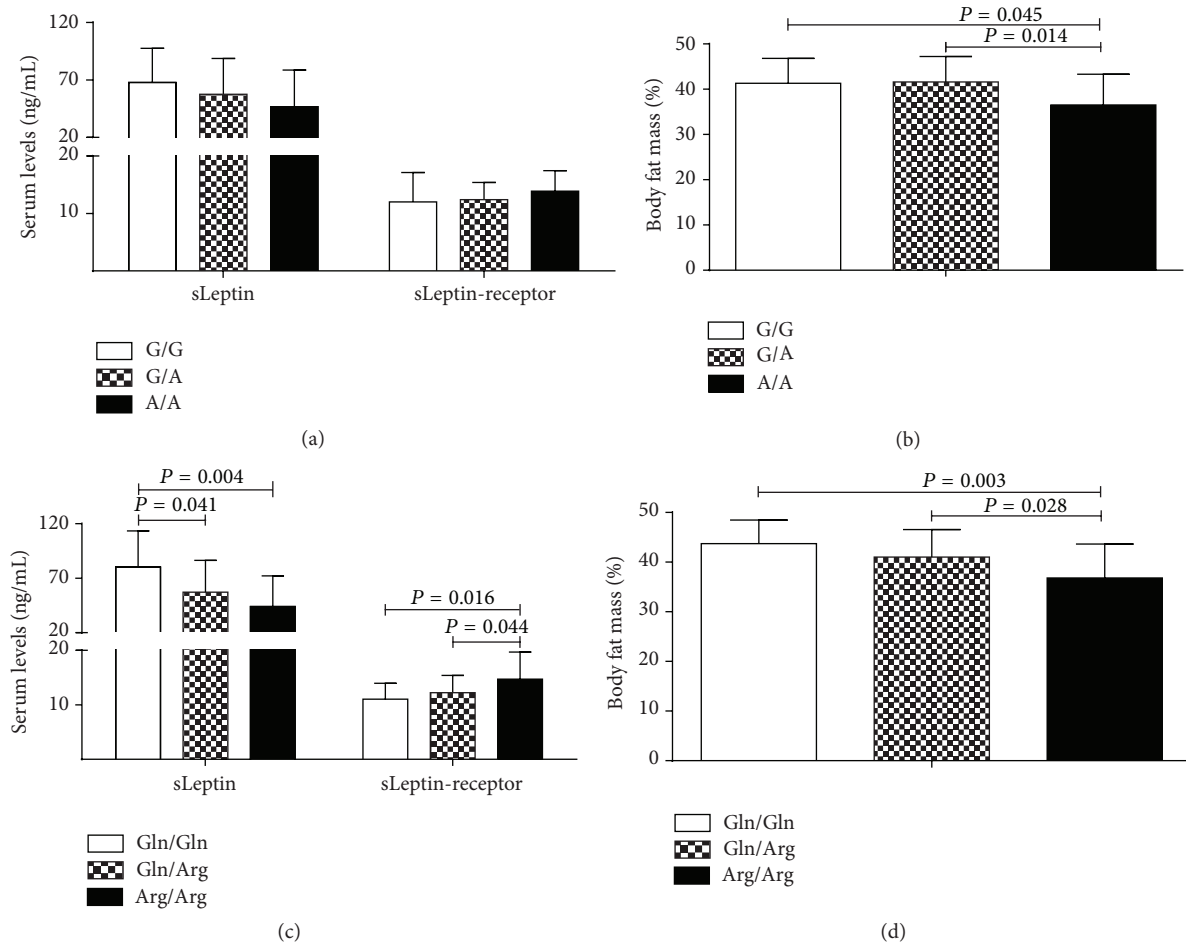 Serum levels (ng/mL)
120
70
20
20
10
sLeptin
sLeptin-receptor
G/G
G/A
A/A
(a)
P = 0.045
P = 0.014
Body fat mass (%)
50
40
30
20
10
0
G/G
G/A
A/A
(b)
P = 0.004
P = 0.041
P = 0.016
P = 0.044
Serum levels (ng/mL)
120
70
20
20
10
sLeptin
sLeptin-receptor
Gln/Gln
Gln/Arg
Arg/Arg
(c)
P = 0.003
P = 0.028
Body fat mass (%)
50
40
30
20
10
0
Gln/Gln
Gln/Arg
Arg/Arg
(d)